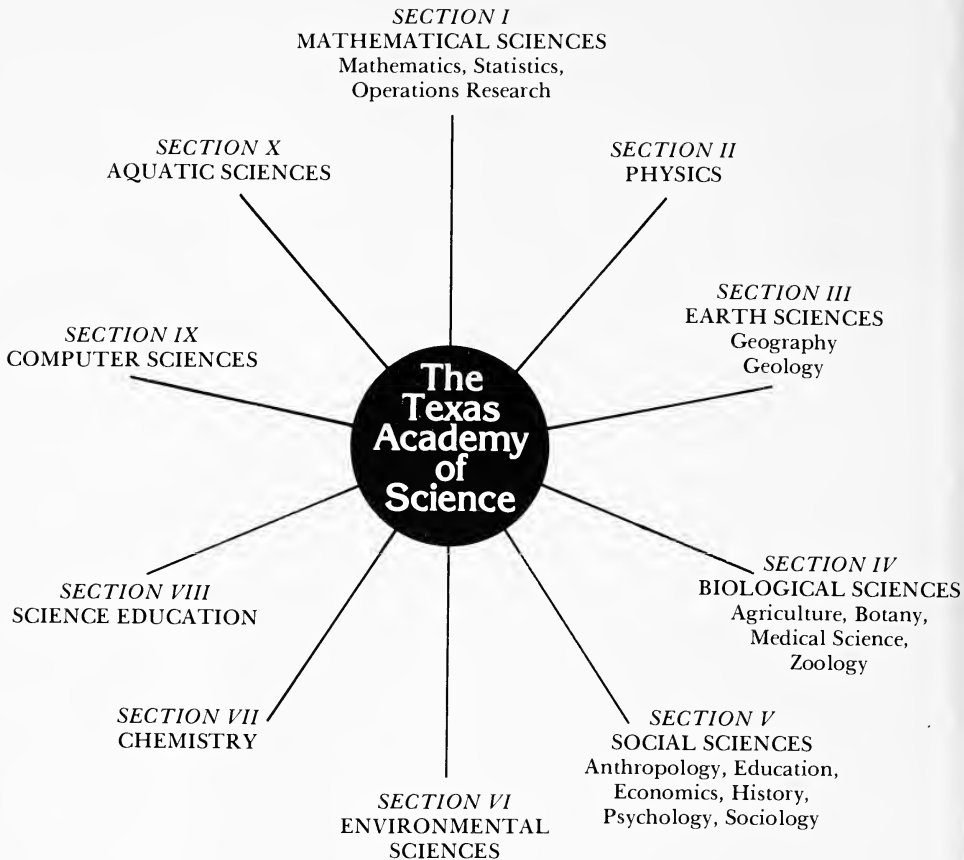 SECTION I
MATHEMATICAL SCIENCES
Mathematics, Statistics,
Operations Research
SECTION X
AQUATIC SCIENCES
SECTION II
PHYSICS
SECTION III
EARTH SCIENCES
Geography
Geology
SECTION IX
COMPUTER SCIENCES
The
Texas
Academy
of
Science
SECTION IV
BIOLOGICAL SCIENCES
Agriculture, Botany,
Medical Science,
Zoology
SECTION VIII
SCIENCE EDUCATION
SECTION VII
CHEMISTRY
SECTION V
SOCIAL SCIENCES
Anthropology, Education,
Economics, History,
Psychology, Sociology
SECTION VI
ENVIRONMENTAL
SCIENCES